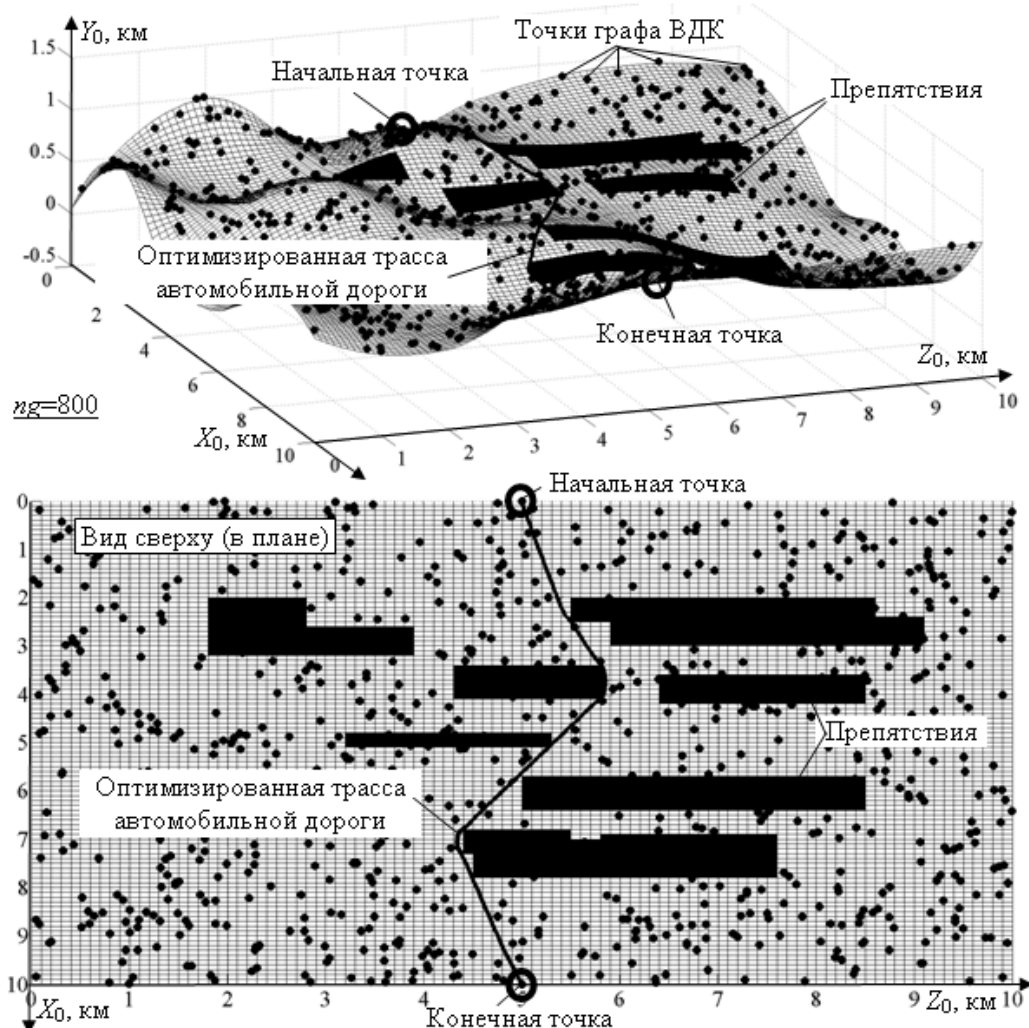 Y₀, км
1.5
1
0.5
0
-0.5
Точки графа ВДК
Начальная точка
Препятствия
Оптимизированная трасса
автомобильной дороги
Конечная точка
0
2
4
6
8
10
X₀, км
Z₀, км
0 1 2 3 4 5 6 7 8 9 10
ng=800
Начальная точка
Вид сверху (в плане)
0
1
2
3
4
5
6
7
8
9
10
Препятствия
Оптимизированная трасса
автомобильной дороги
0 1 2 3 4 5 6 7 8 9 10
X₀, км
Z₀, км
Конечная точка